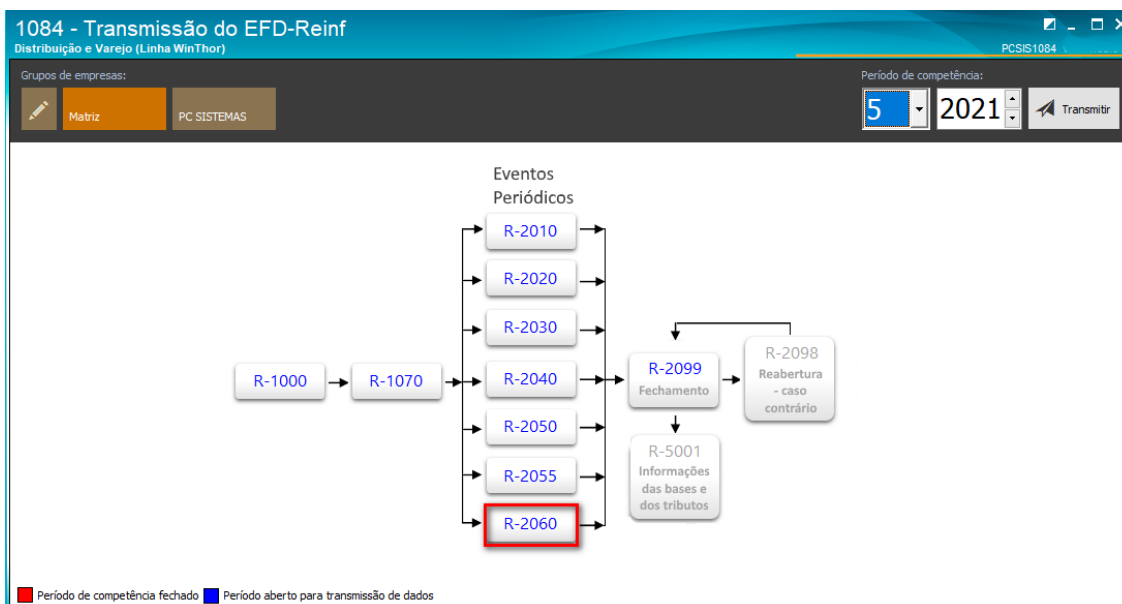 1084 - Transmissão do EFD-Reinf
Distribuição e Varejo (Linha WinThor)
PCSIS1084
Grupos de empresas:
Período de competência:
Matriz
PC SISTEMAS
5
2021
Transmitir
Eventos
Periódicos
R-2010
R-2020
R-2030
R-1000
R-1070
R-2040
R-2050
R-2055
R-2060
R-2099
Fechamento
R-2098
Reabertura
- caso
contrário
R-5001
Informações
das bases e
dos tributos
Período de competência fechado
Período aberto para transmissão de dados